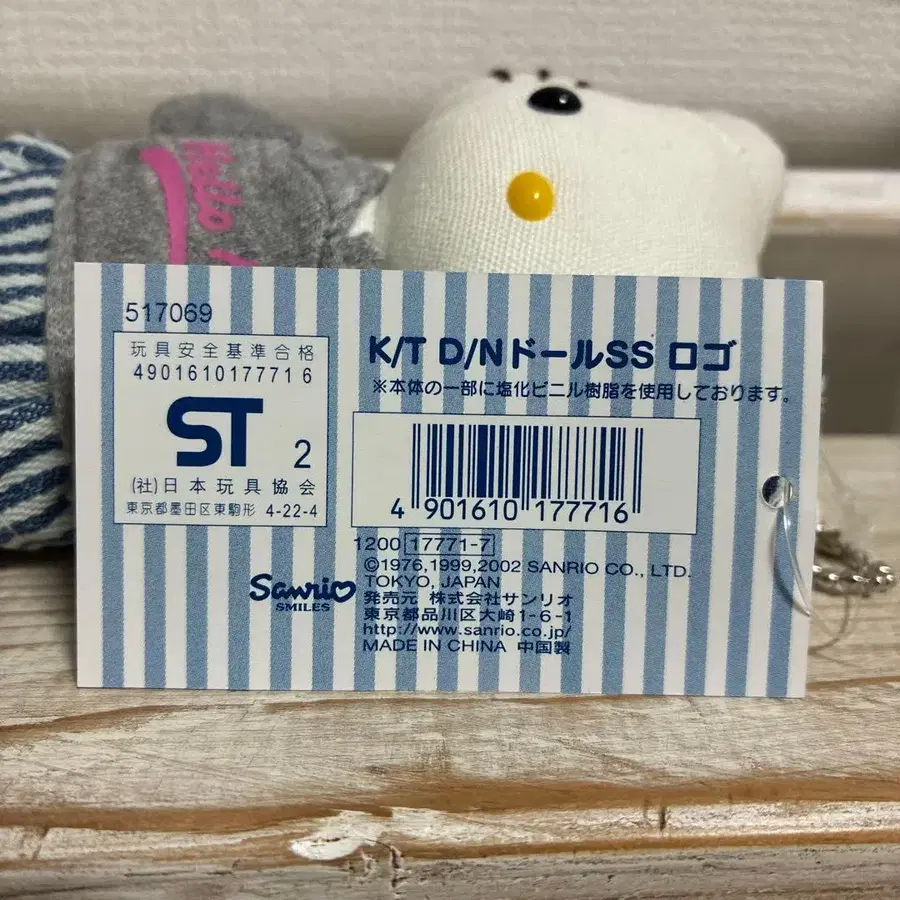 Hello
517069
玩具安全基準合格
4901610177716
ST 2
(社)日本玩具協会
東京都墨田区東駒形 4-22-4
K/T D/NドールSS ロゴ
※本体の一部に塩化ビニル樹脂を使用しております。
4 901610 177716
1200 17771-7
©1976,1999,2002 SANRIO CO., LTD.
TOKYO, JAPAN
発売元 株式会社サンリオ
東京都品川区大崎1-6-1
http://www.sanrio.co.jp/
MADE IN CHINA 中国製
Sanrio
SMILES